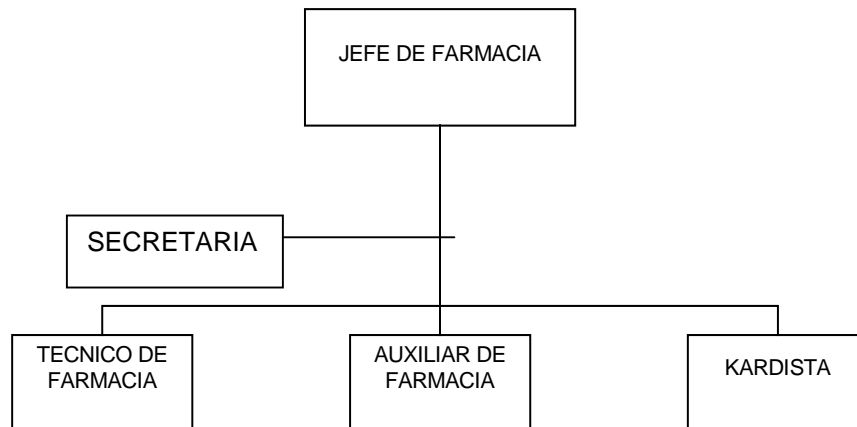 JEFE DE FARMACIA
SECRETARIA
TECNICO DE
FARMACIA
AUXILIAR DE
FARMACIA
KARDISTA